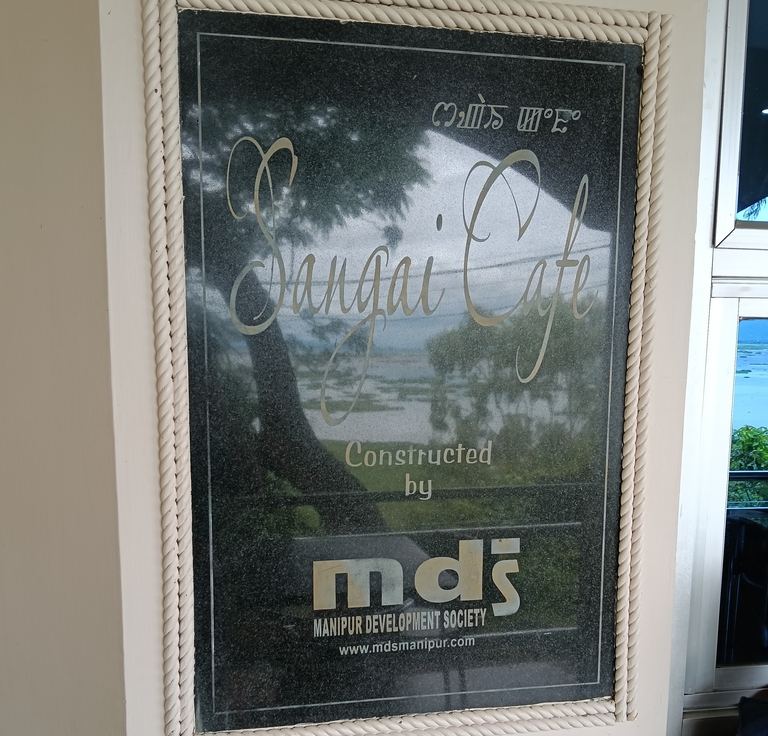 Sangai Cafe
Constructed
by
mds
MANIPUR DEVELOPMENT SOCIETY
www.mdsmanipur.com